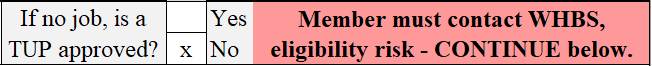 If no job, is a
TUP approved?
Yes
x No
Member must contact WHBS,
eligibility risk - CONTINUE below.